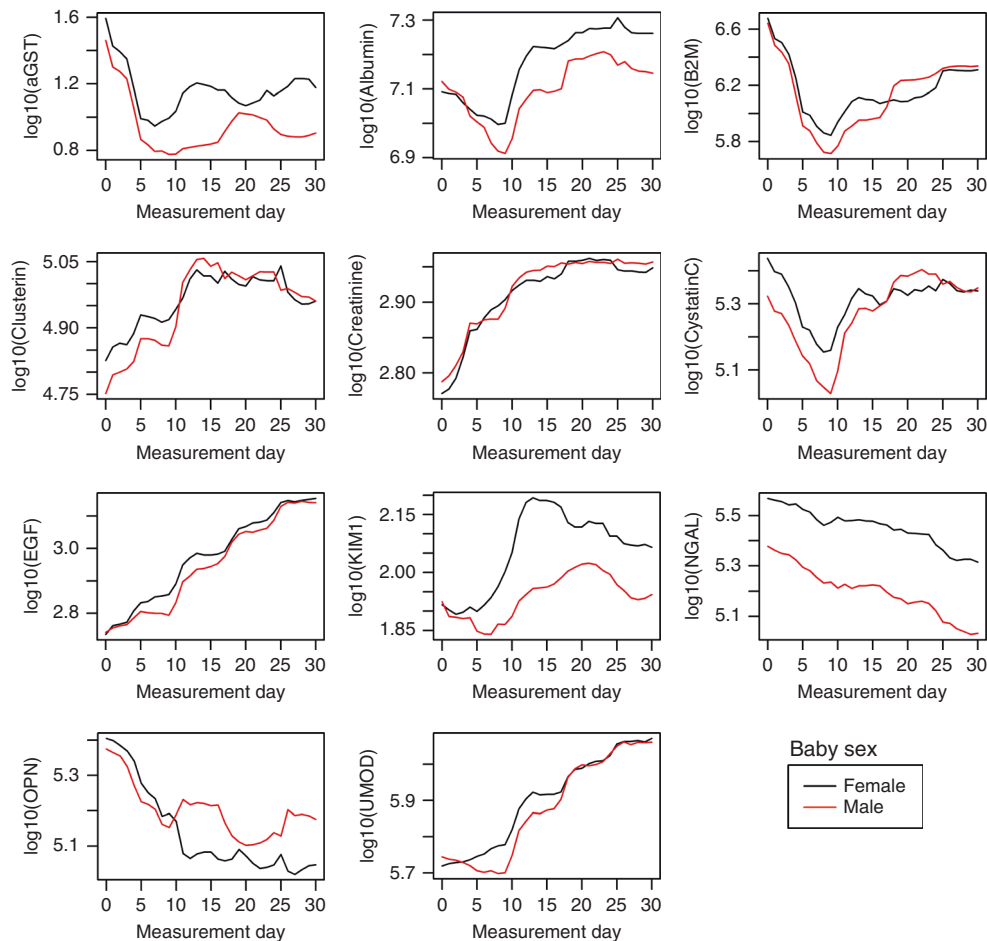 log10(aGST)
1.6
1.2
0.8
0 5 10 15 20 25 30
Measurement day
log10(Albumin)
7.3
7.1
6.9
0 5 10 15 20 25 30
Measurement day
log10(B2M)
6.6
6.2
5.8
0 5 10 15 20 25 30
Measurement day
log10(Clusterin)
5.05
4.90
4.75
0 5 10 15 20 25 30
Measurement day
log10(Creatinine)
2.90
2.80
0 5 10 15 20 25 30
Measurement day
log10(CystatinC)
5.3
5.1
0 5 10 15 20 25 30
Measurement day
log10(EGF)
3.0
2.8
0 5 10 15 20 25 30
Measurement day
log10(KIM1)
2.15
2.00
1.85
0 5 10 15 20 25 30
Measurement day
log10(NGAL)
5.5
5.3
5.1
0 5 10 15 20 25 30
Measurement day
log10(OPN)
5.3
5.1
0 5 10 15 20 25 30
Measurement day
log10(UMOD)
5.9
5.7
0 5 10 15 20 25 30
Measurement day
Baby sex
Female
Male